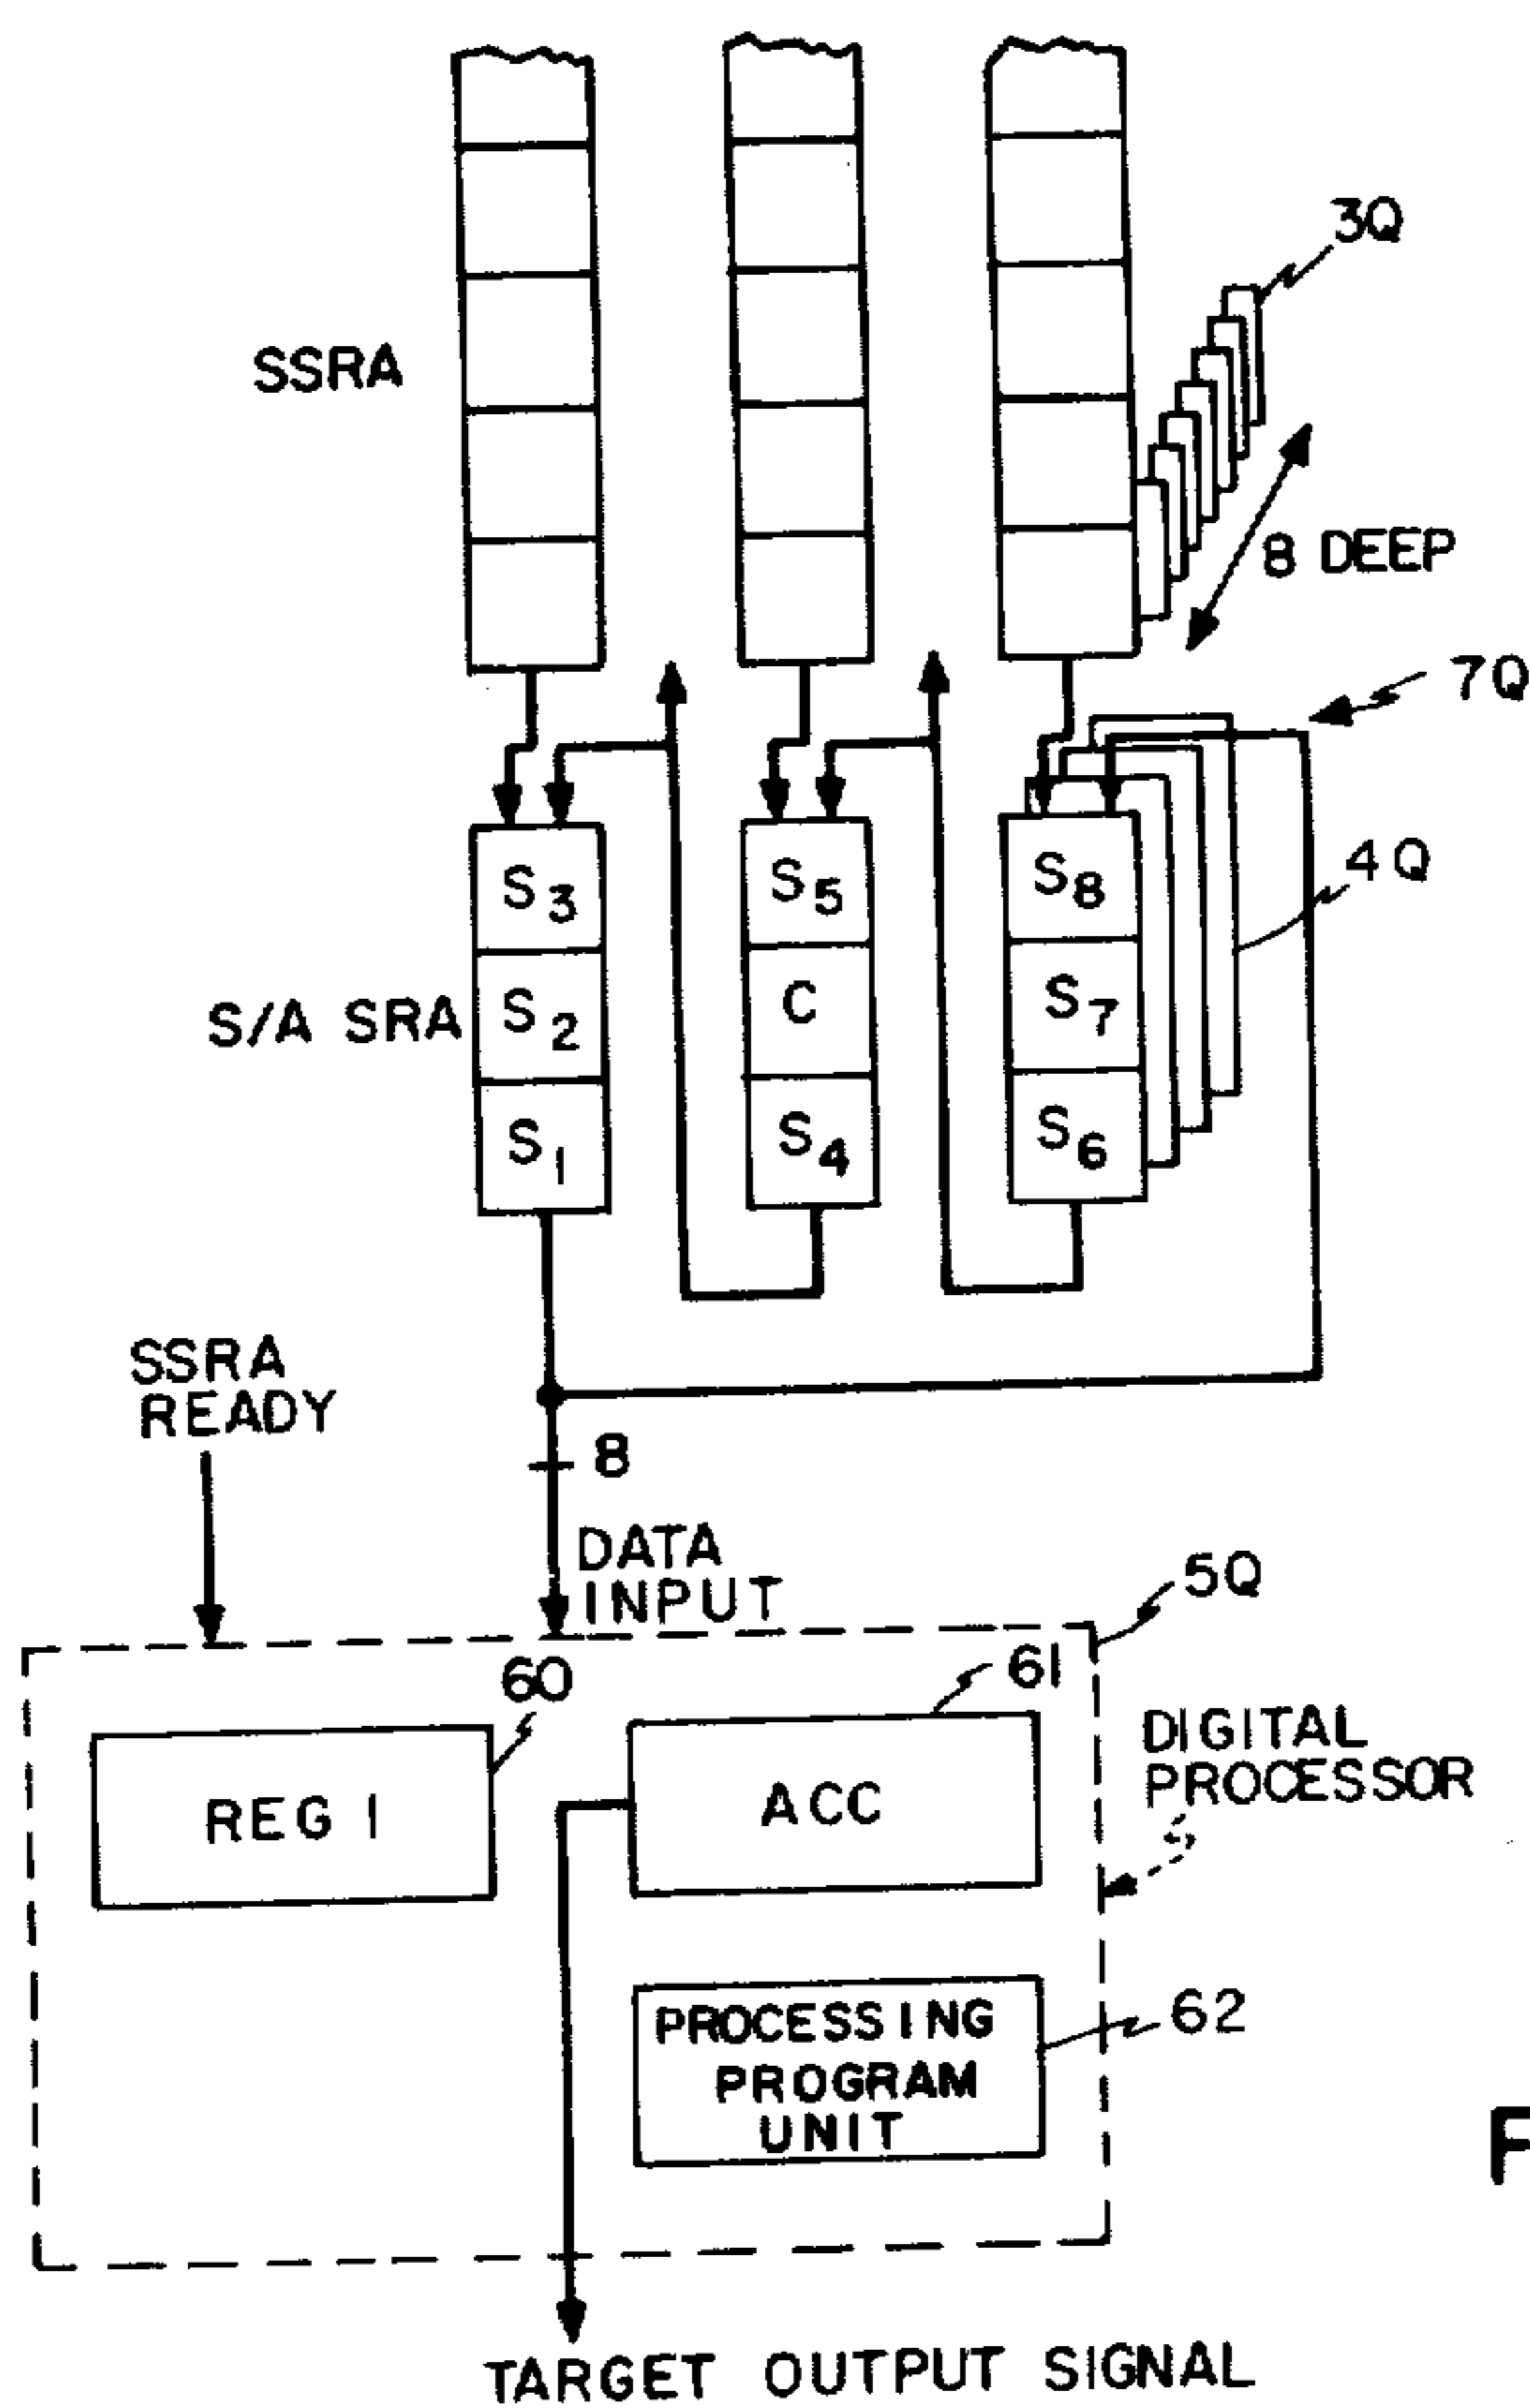 3Q
SSRA
8 DEEP
7Q
S3 S5 S8
4Q
S2 C S7
S/A SRA
S1 S4 S6
SSRA
READY
8
DATA
INPUT
5Q
60
61
REG 1
ACC
DIGITAL
PROCESSOR
PROCESSING
PROGRAM
UNIT
62
F
TARGET OUTPUT SIGNAL